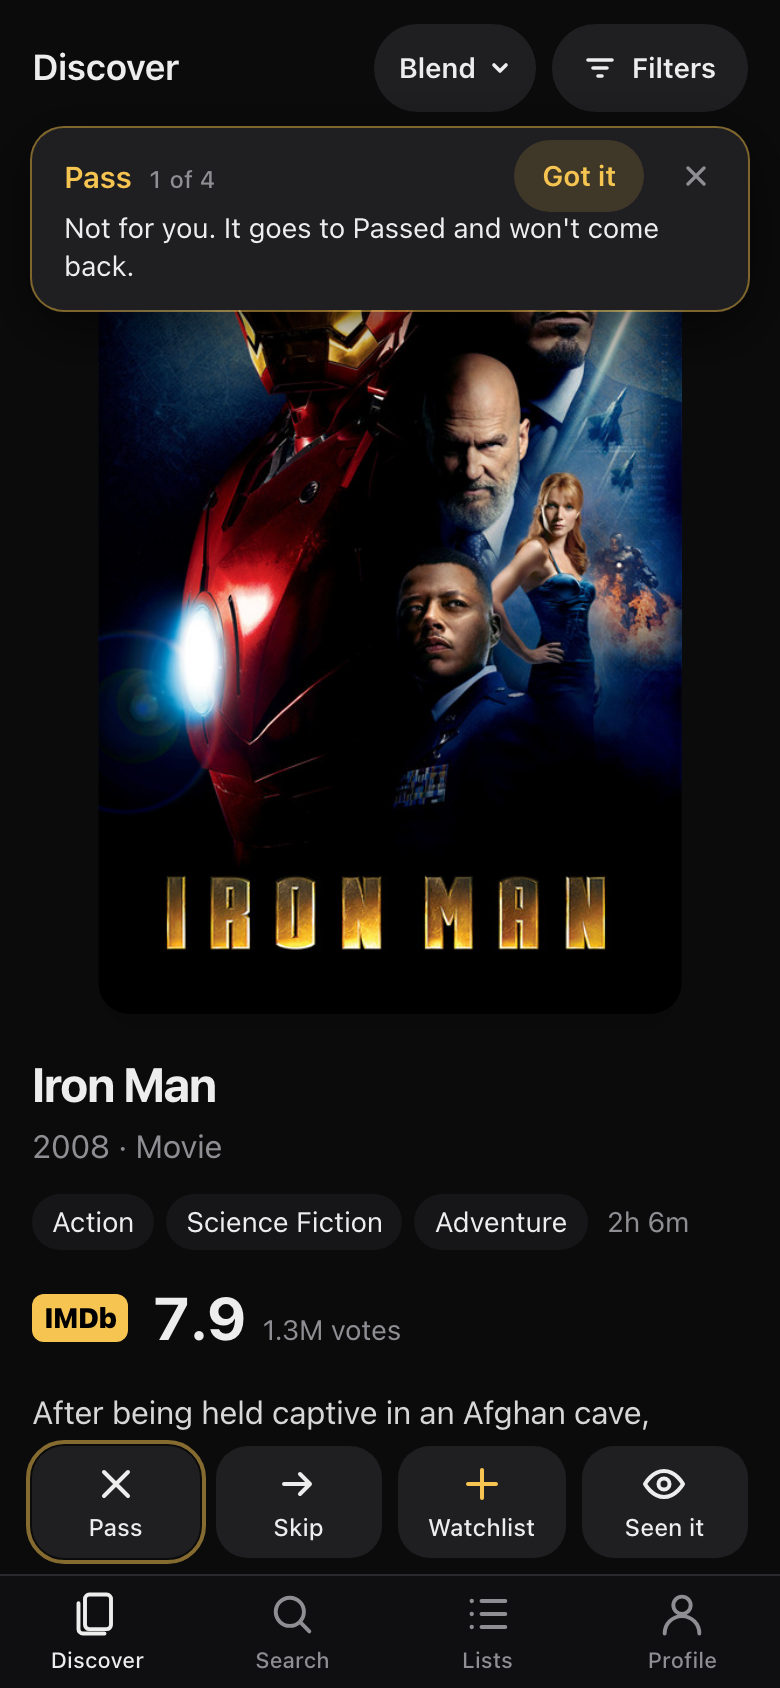 Discover
Blend
Filters
Pass 1 of 4
Got it
Not for you. It goes to Passed and won't come
back.
IRON MAN
Iron Man
2008 · Movie
Action
Science Fiction
Adventure
2h 6m
IMDb 7.9 1.3M votes
After being held captive in an Afghan cave,
Pass
Skip
Watchlist
Seen it
Discover
Search
Lists
Profile